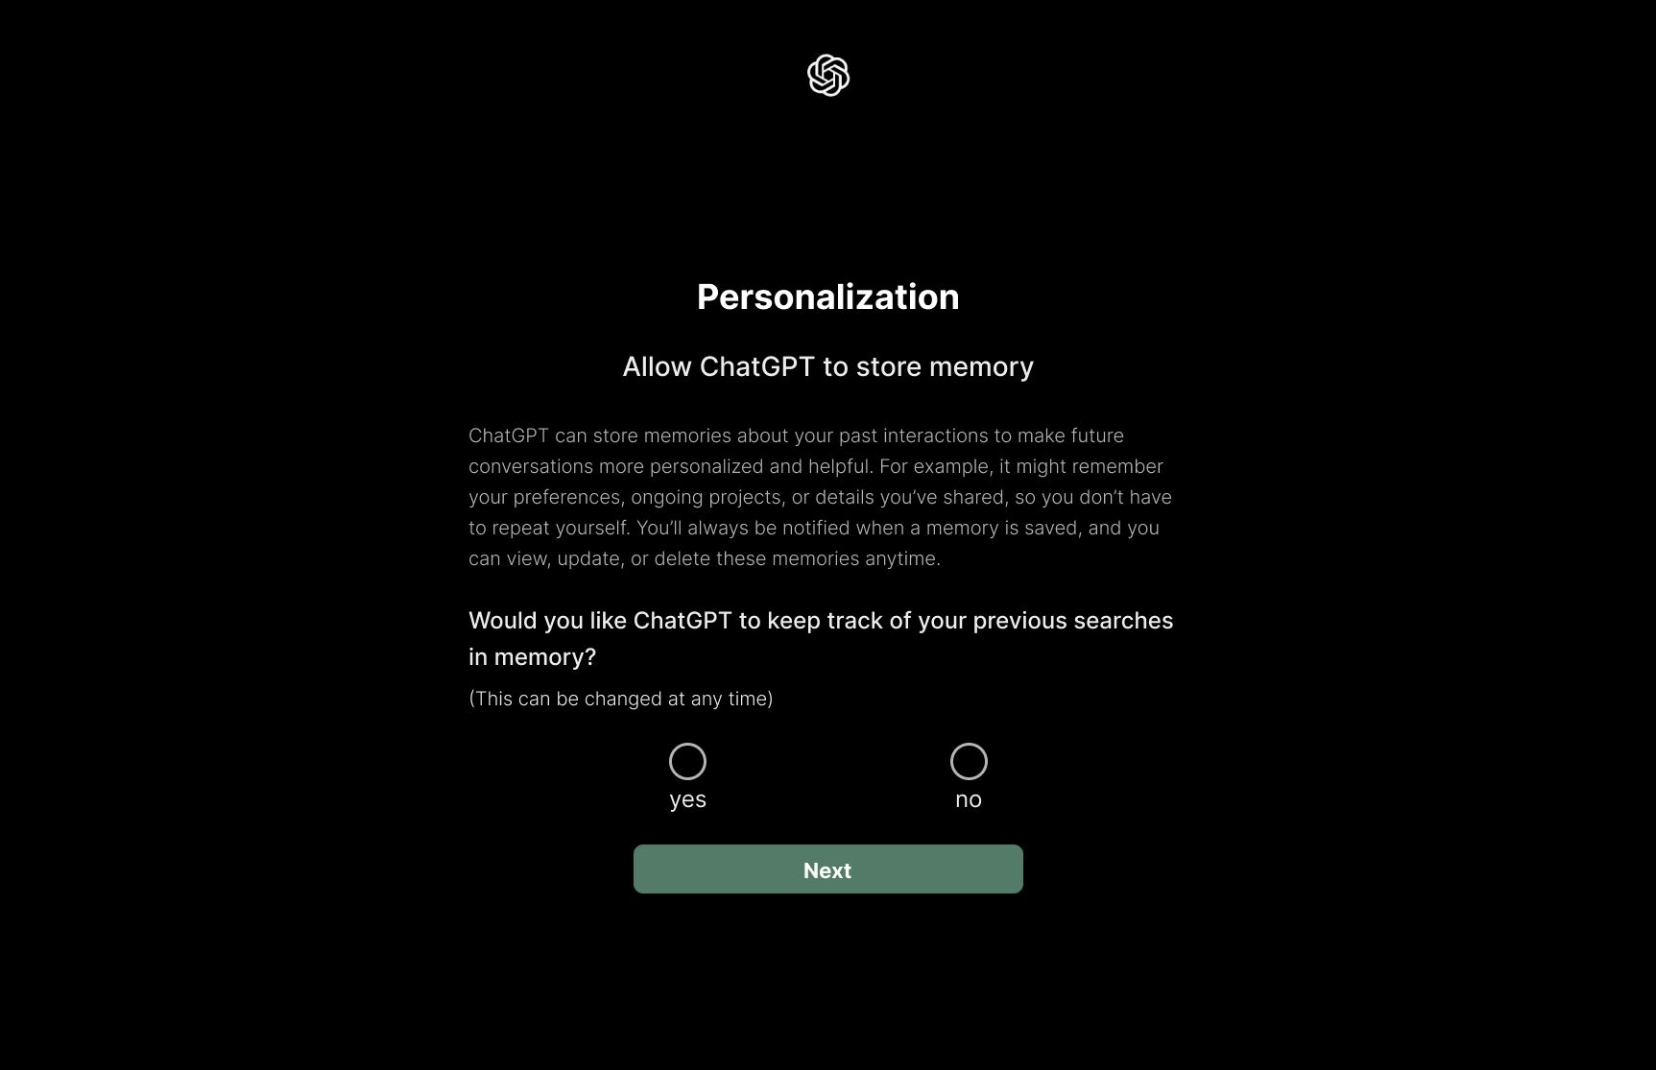 Personalization
Allow ChatGPT to store memory
ChatGPT can store memories about your past interactions to make future
conversations more personalized and helpful. For example, it might remember
your preferences, ongoing projects, or details you’ve shared, so you don’t have
to repeat yourself. You’ll always be notified when a memory is saved, and you
can view, update, or delete these memories anytime.
Would you like ChatGPT to keep track of your previous searches
in memory?
(This can be changed at any time)
yes no
Next